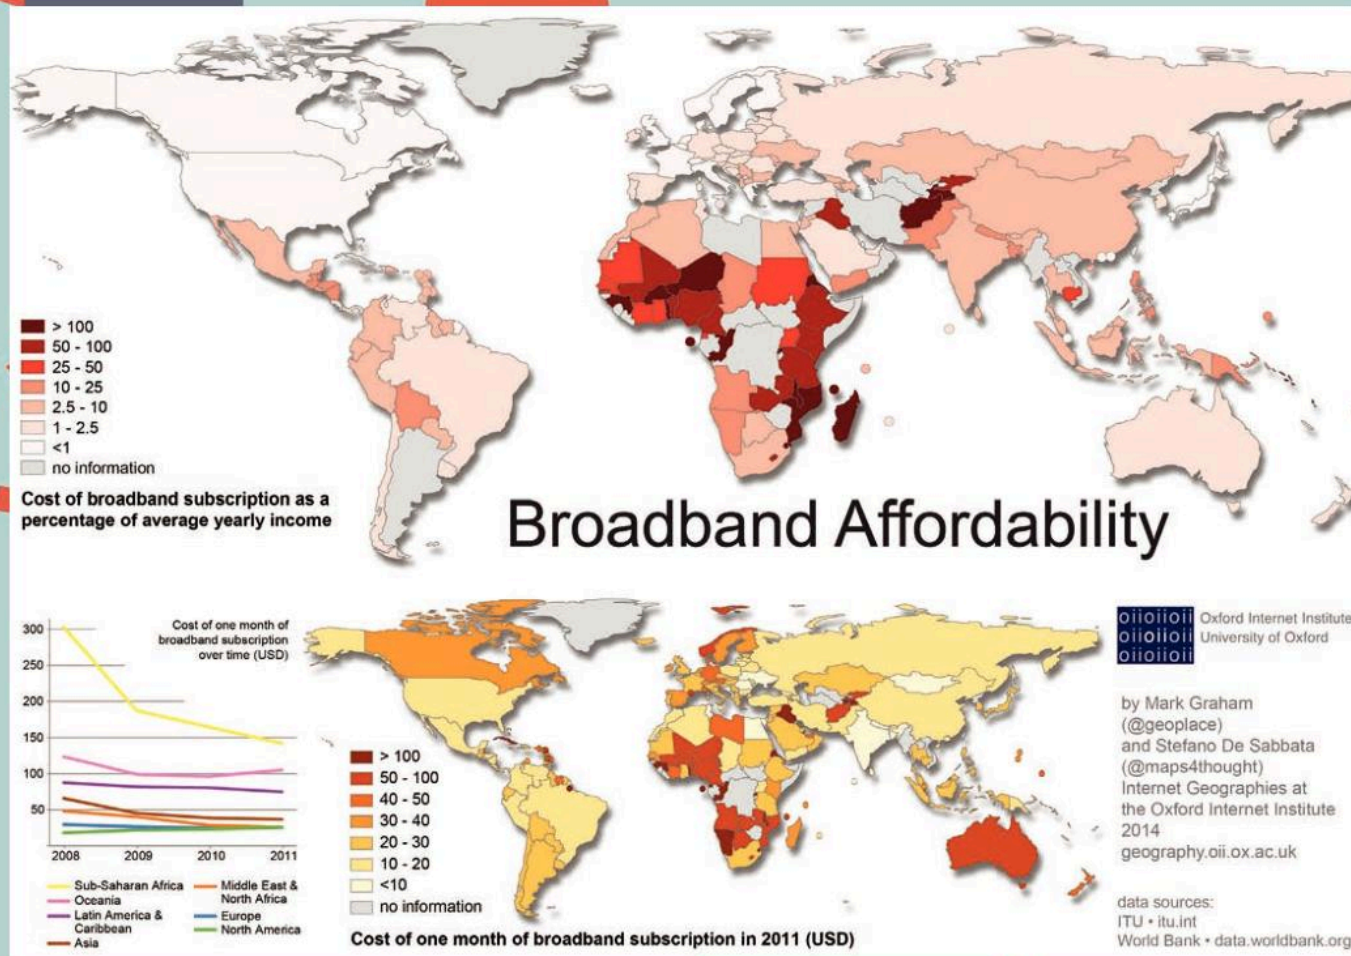 > 100
50 - 100
25 - 50
10 - 25
2.5 - 10
1 - 2.5
<1
no information
Cost of broadband subscription as a
percentage of average yearly income
Broadband Affordability
Cost of one month of
broadband subscription
over time (USD)
300
250
200
150
100
50
2008 2009 2010 2011
Sub-Saharan Africa
Oceania
Latin America &
Caribbean
Asia
Middle East &
North Africa
Europe
North America
> 100
50 - 100
40 - 50
30 - 40
20 - 30
10 - 20
<10
no information
Cost of one month of broadband subscription in 2011 (USD)
oiioiioii
oiioiioii
oiioiioii
Oxford Internet Institute
University of Oxford
by Mark Graham
(@geoplace)
and Stefano De Sabbata
(@maps4thought)
Internet Geographies at
the Oxford Internet Institute
2014
geography.oii.ox.ac.uk
data sources:
ITU • itu.int
World Bank • data.worldbank.org